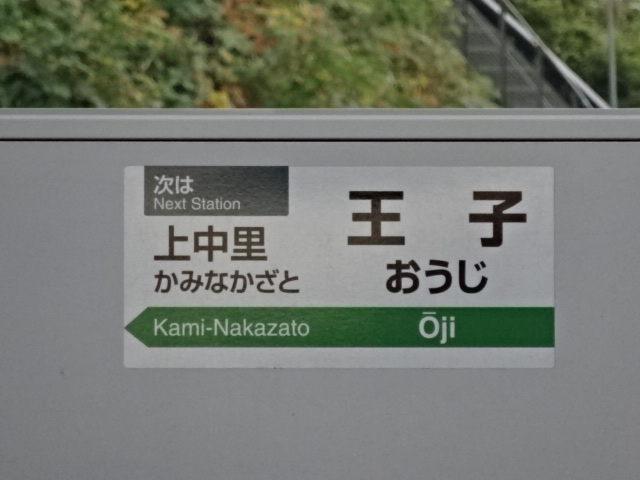 次は
Next Station
上中里
かみなかざと
王子
おうじ
Kami-Nakazato
Ōji